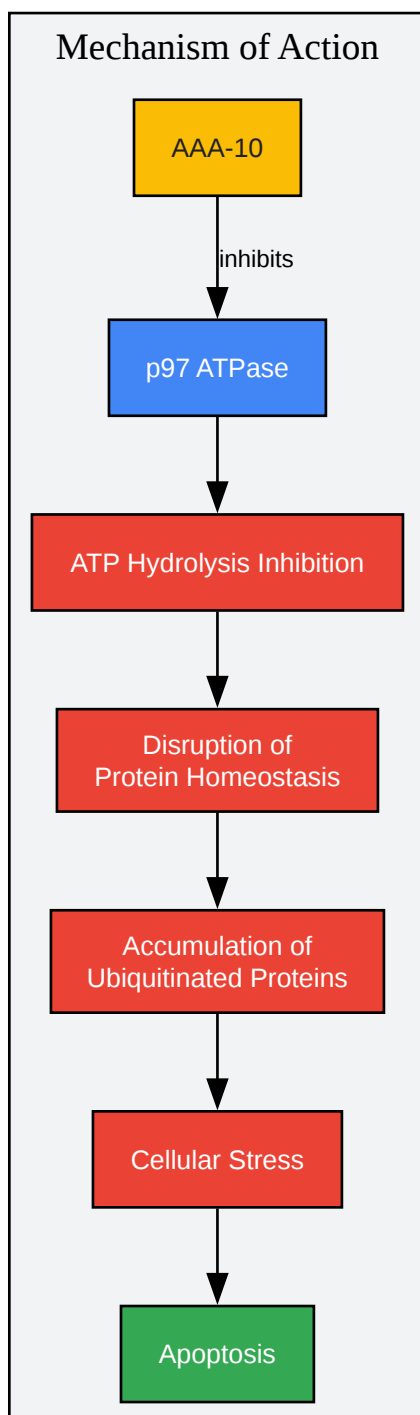 Mechanism of Action
AAA-10
inhibits
p97 ATPase
ATP Hydrolysis Inhibition
Disruption of
Protein Homeostasis
Accumulation of
Ubiquitinated Proteins
Cellular Stress
Apoptosis